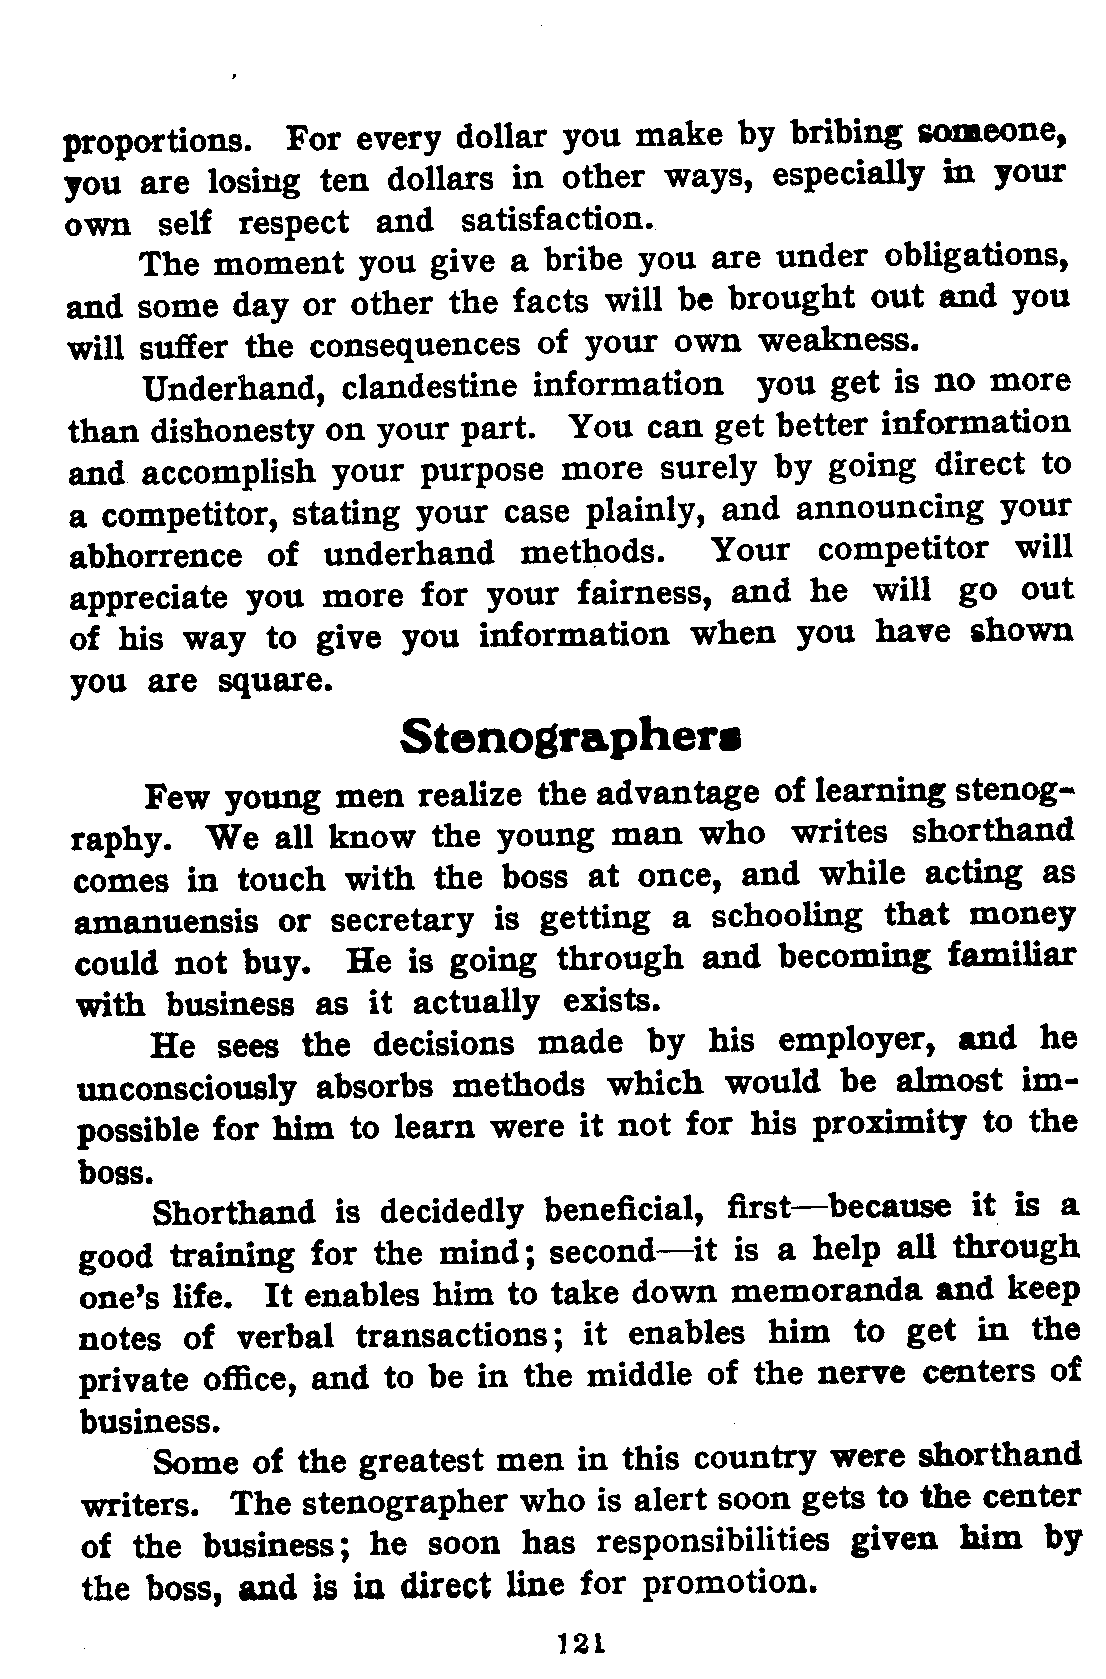 proportions. For every dollar you make by bribing someone,
you are losing ten dollars in other ways, especially in your
own self respect and satisfaction.
The moment you give a bribe you are under obligations,
and some day or other the facts will be brought out and you
will suffer the consequences of your own weakness.
Underhand, clandestine information you get is no more
than dishonesty on your part. You can get better information
and accomplish your purpose more surely by going direct to
a competitor, stating your case plainly, and announcing your
abhorrence of underhand methods. Your competitor will
appreciate you more for your fairness, and he will go out
of his way to give you information when you have shown
you are square.
Stenographers
Few young men realize the advantage of learning stenog-
raphy. We all know the young man who writes shorthand
comes in touch with the boss at once, and while acting as
amanuensis or secretary is getting a schooling that money
could not buy. He is going through and becoming familiar
with business as it actually exists.
He sees the decisions made by his employer, and he
unconsciously absorbs methods which would be almost im-
possible for him to learn were it not for his proximity to the
boss.
Shorthand is decidedly beneficial, first—because it is a
good training for the mind; second—it is a help all through
one's life. It enables him to take down memoranda and keep
notes of verbal transactions; it enables him to get in the
private office, and to be in the middle of the nerve centers of
business.
Some of the greatest men in this country were shorthand
writers. The stenographer who is alert soon gets to the center
of the business; he soon has responsibilities given him by
the boss, and is in direct line for promotion.
121